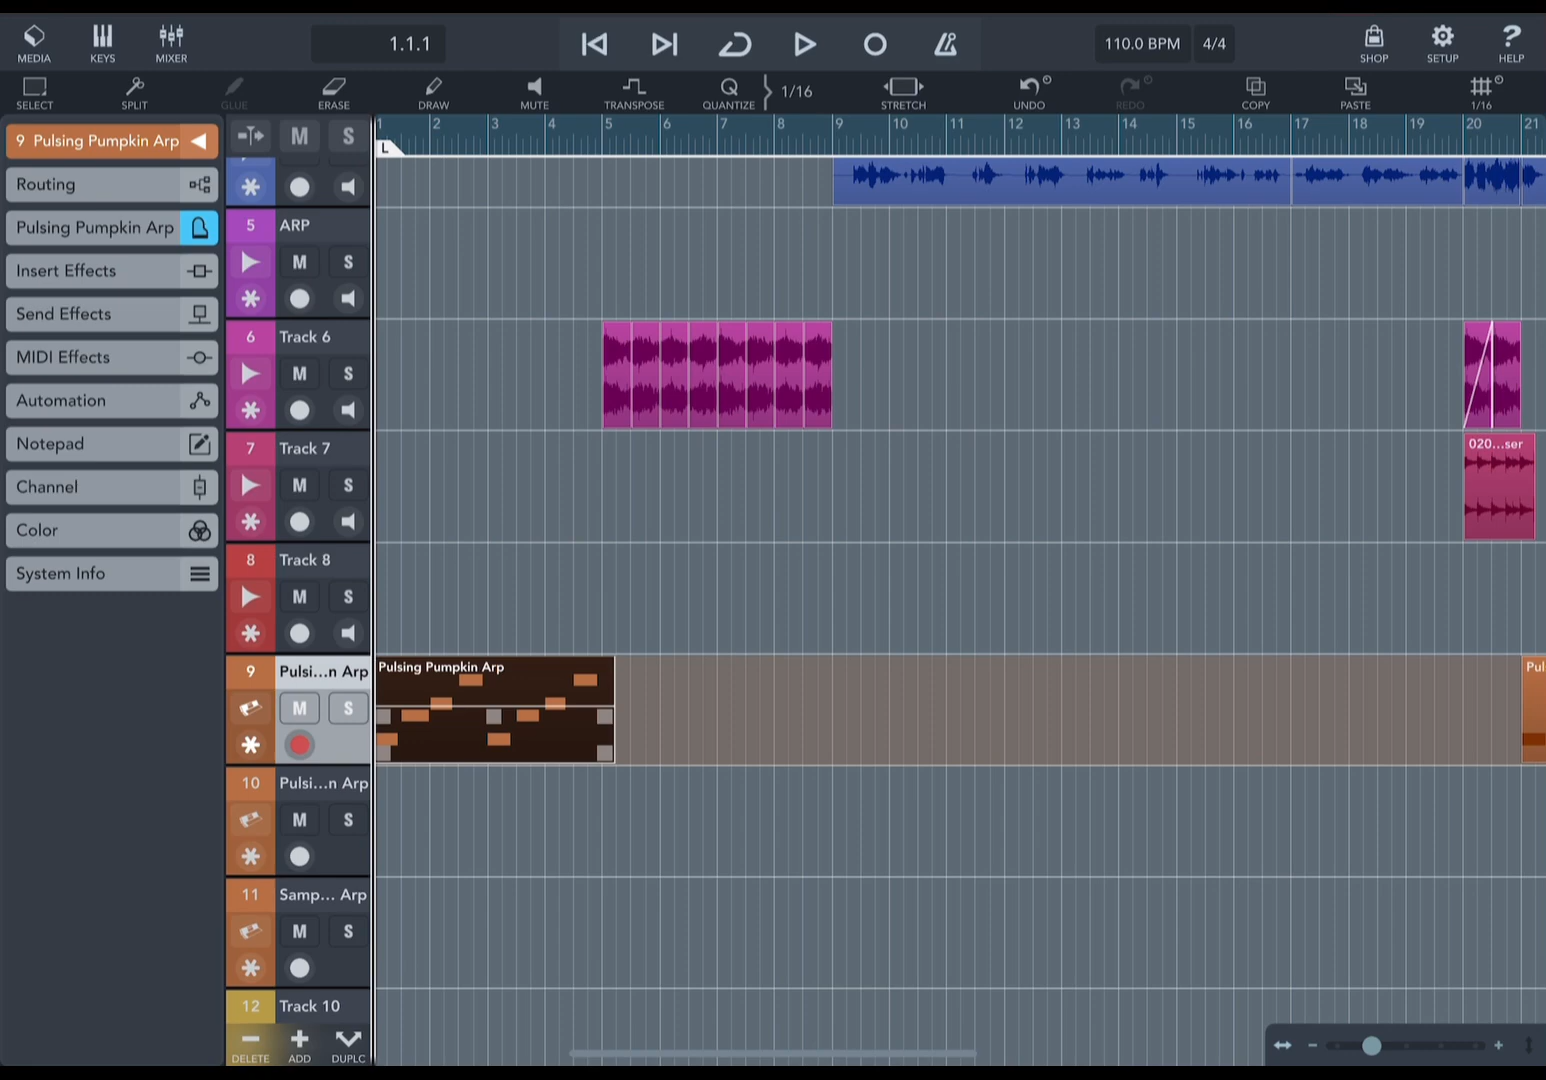 MEDIA KEYS MIXER 1.1.1 110.0 BPM 4/4 SHOP SETUP ? HELP
SELECT SPLIT GLUE ERASE DRAW MUTE TRANSPOSE Q QUANTIZE 1/16 STRETCH UNDO REDO COPY PASTE 1/16
1 2 3 4 5 6 7 8 9 10 11 12 13 14 15 16 17 18 19 20 21
L
9 Pulsing Pumpkin Arp M S
Routing
Pulsing Pumpkin Arp
Insert Effects
Send Effects
MIDI Effects
Automation
Notepad
Channel
Color
System Info
5 ARP
M S
6 Track 6
M S
7 Track 7 020...ser
M S
8 Track 8
M S
9 Pulsi...n Arp Pulsing Pumpkin Arp Pul
M S
10 Pulsi...n Arp
M S
11 Samp... Arp
M S
12 Track 10
DELETE ADD DUPLC